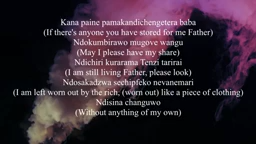 Kana paine pamakandichengetera baba
(If there's anyone you have stored for me Father)
Ndokumbirawo mugove wangu
(May I please have my share)
Ndichiri kurarama Tenzi tarirai
(I am still living Father, please look)
Ndosakadzwa sechipfeko nevanemari
(I am left worn out by the rich, (worn out) like a piece of clothing)
Ndisina changuwo
(Without anything of my own)